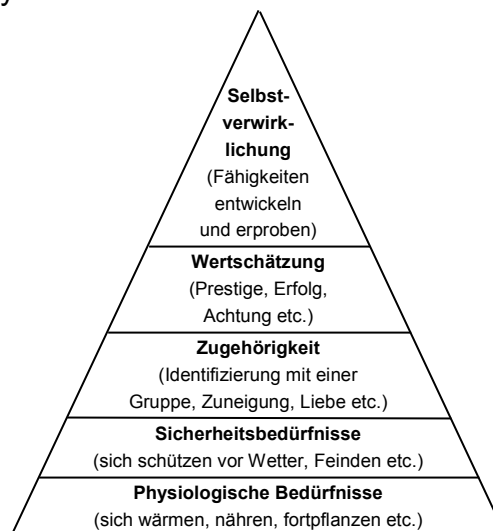 y
Selbst-
verwirk-
lichung
(Fähigkeiten
entwickeln
und erproben)
Wertschätzung
(Prestige, Erfolg,
Achtung etc.)
Zugehörigkeit
(Identifizierung mit einer
Gruppe, Zuneigung, Liebe etc.)
Sicherheitsbedürfnisse
(sich schützen vor Wetter, Feinden etc.)
Physiologische Bedürfnisse
(sich wärmen, nähren, fortpflanzen etc.)